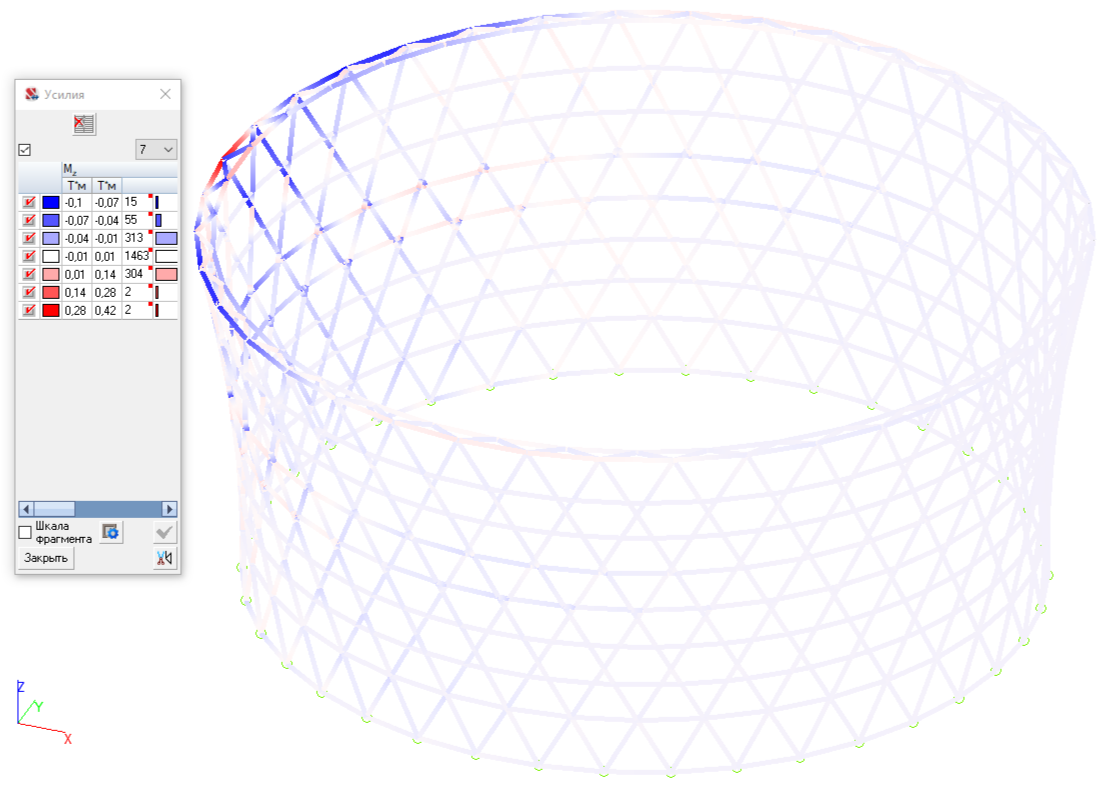 Усилия
7
Mz
Т*м Т*м
-0,1 -0,07 15
-0,07 -0,04 55
-0,04 -0,01 313
-0,01 0,01 1463
0,01 0,14 304
0,14 0,28 2
0,28 0,42 2
Шкала
фрагмента
Закрыть
Z
Y
X